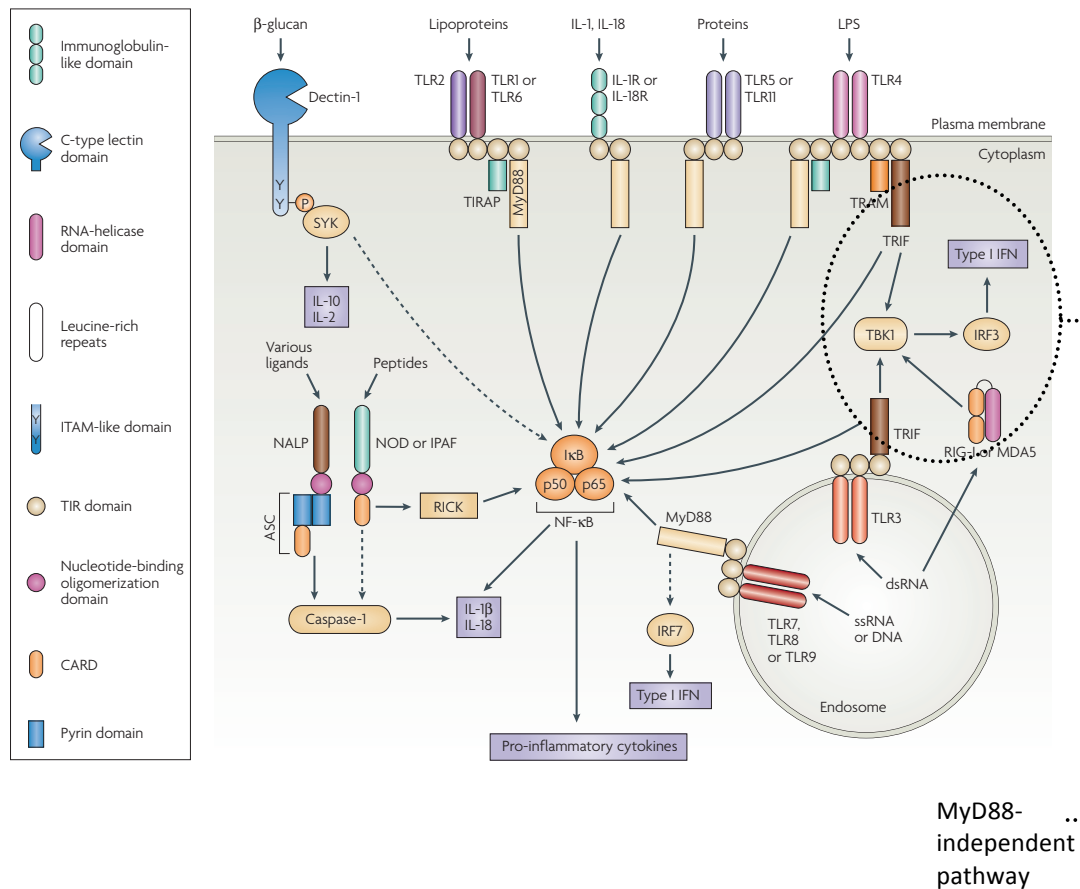 Immunoglobulin-
like domain
C-type lectin
domain
RNA-helicase
domain
Leucine-rich
repeats
Y
Y
ITAM-like domain
TIR domain
Nucleotide-binding
oligomerization
domain
CARD
Pyrin domain
β-glucan
Lipoproteins
IL-1, IL-18
Proteins
LPS
Dectin-1
TLR2
TLR1 or
TLR6
IL-1R or
IL-18R
TLR5 or
TLR11
TLR4
Plasma membrane
Cytoplasm
Y
Y
P
SYK
TIRAP
MyD88
TRAM
TRIF
Type I IFN
IL-10
IL-2
TBK1
IRF3
Various
ligands
Peptides
NALP
NOD or IPAF
TRIF
RIG-I or MDA5
IκB
p50
p65
NF-κB
ASC
RICK
MyD88
TLR3
dsRNA
ssRNA
or DNA
TLR7,
TLR8
or TLR9
Caspase-1
IL-1β
IL-18
IRF7
Type I IFN
Endosome
Pro-inflammatory cytokines
MyD88-
independent
pathway